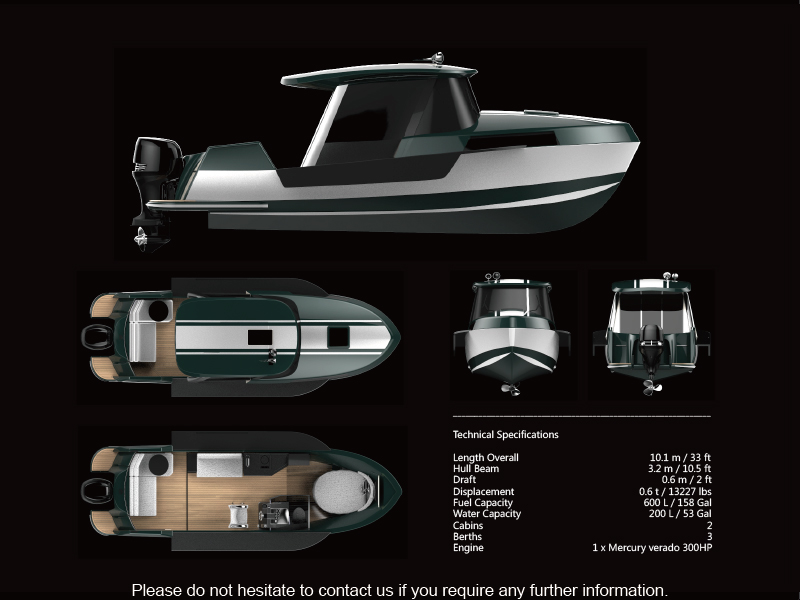 Technical Specifications
Length Overall 10.1 m / 33 ft
Hull Beam 3.2 m / 10.5 ft
Draft 0.6 m / 2 ft
Displacement 0.6 t / 13227 lbs
Fuel Capacity 600 L / 158 Gal
Water Capacity 200 L / 53 Gal
Cabins 2
Berths 3
Engine 1 x Mercury verado 300HP
Please do not hesitate to contact us if you require any further information.